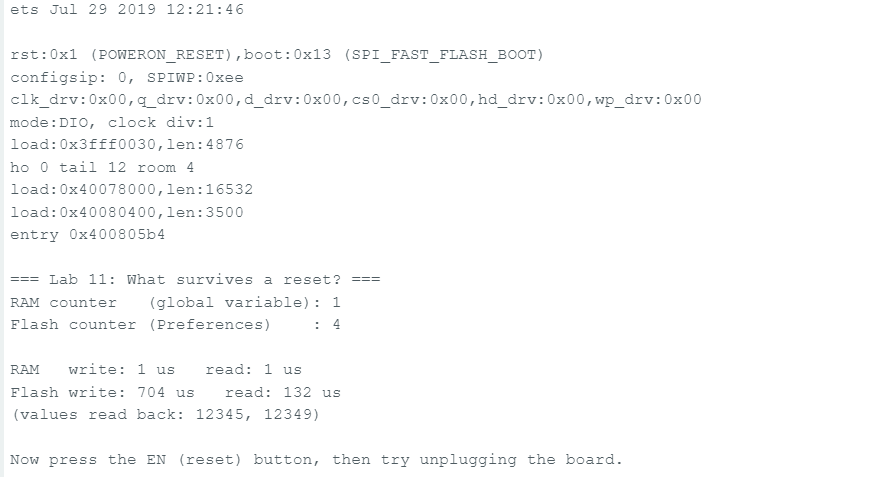 ets Jul 29 2019 12:21:46
rst:0x1 (POWERON_RESET),boot:0x13 (SPI_FAST_FLASH_BOOT)
configsip: 0, SPIWP:0xee
clk_drv:0x00,q_drv:0x00,d_drv:0x00,cs0_drv:0x00,hd_drv:0x00,wp_drv:0x00
mode:DIO, clock div:1
load:0x3fff0030,len:4876
ho 0 tail 12 room 4
load:0x40078000,len:16532
load:0x40080400,len:3500
entry 0x400805b4
=== Lab 11: What survives a reset? ===
RAM counter   (global variable): 1
Flash counter (Preferences)    : 4
RAM   write: 1 us   read: 1 us
Flash write: 704 us   read: 132 us
(values read back: 12345, 12349)
Now press the EN (reset) button, then try unplugging the board.